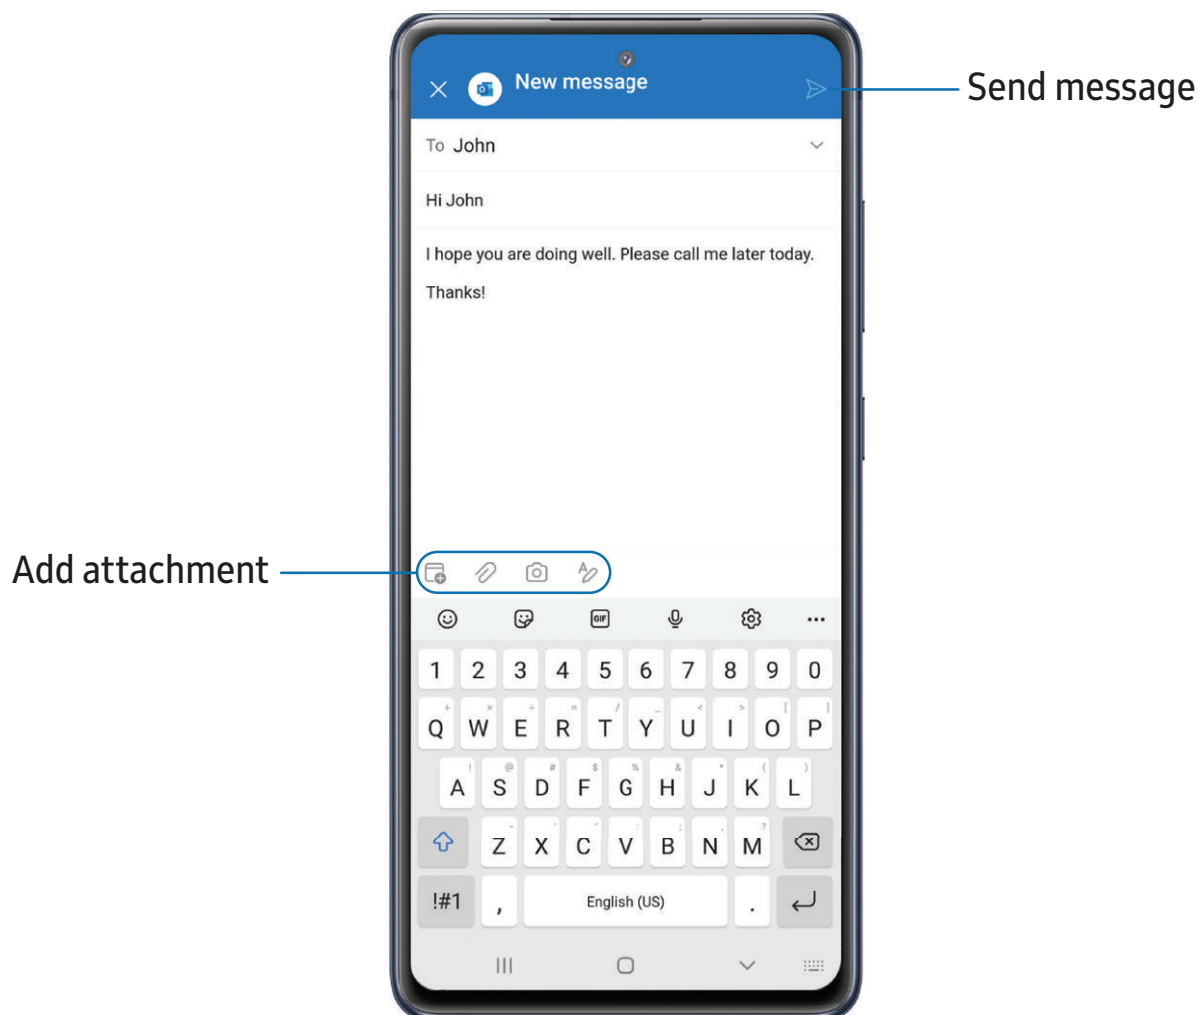 New message
Send message
To John
Hi John
I hope you are doing well. Please call me later today.
Thanks!
Add attachment
GIF
1 2 3 4 5 6 7 8 9 0
+ × ÷ = / _ < > [ ]
Q W E R T Y U I O P
! @ # $ % & * ( )
A S D F G H J K L
- ' " : ; , ?
Z X C V B N M
!#1 , English (US) .